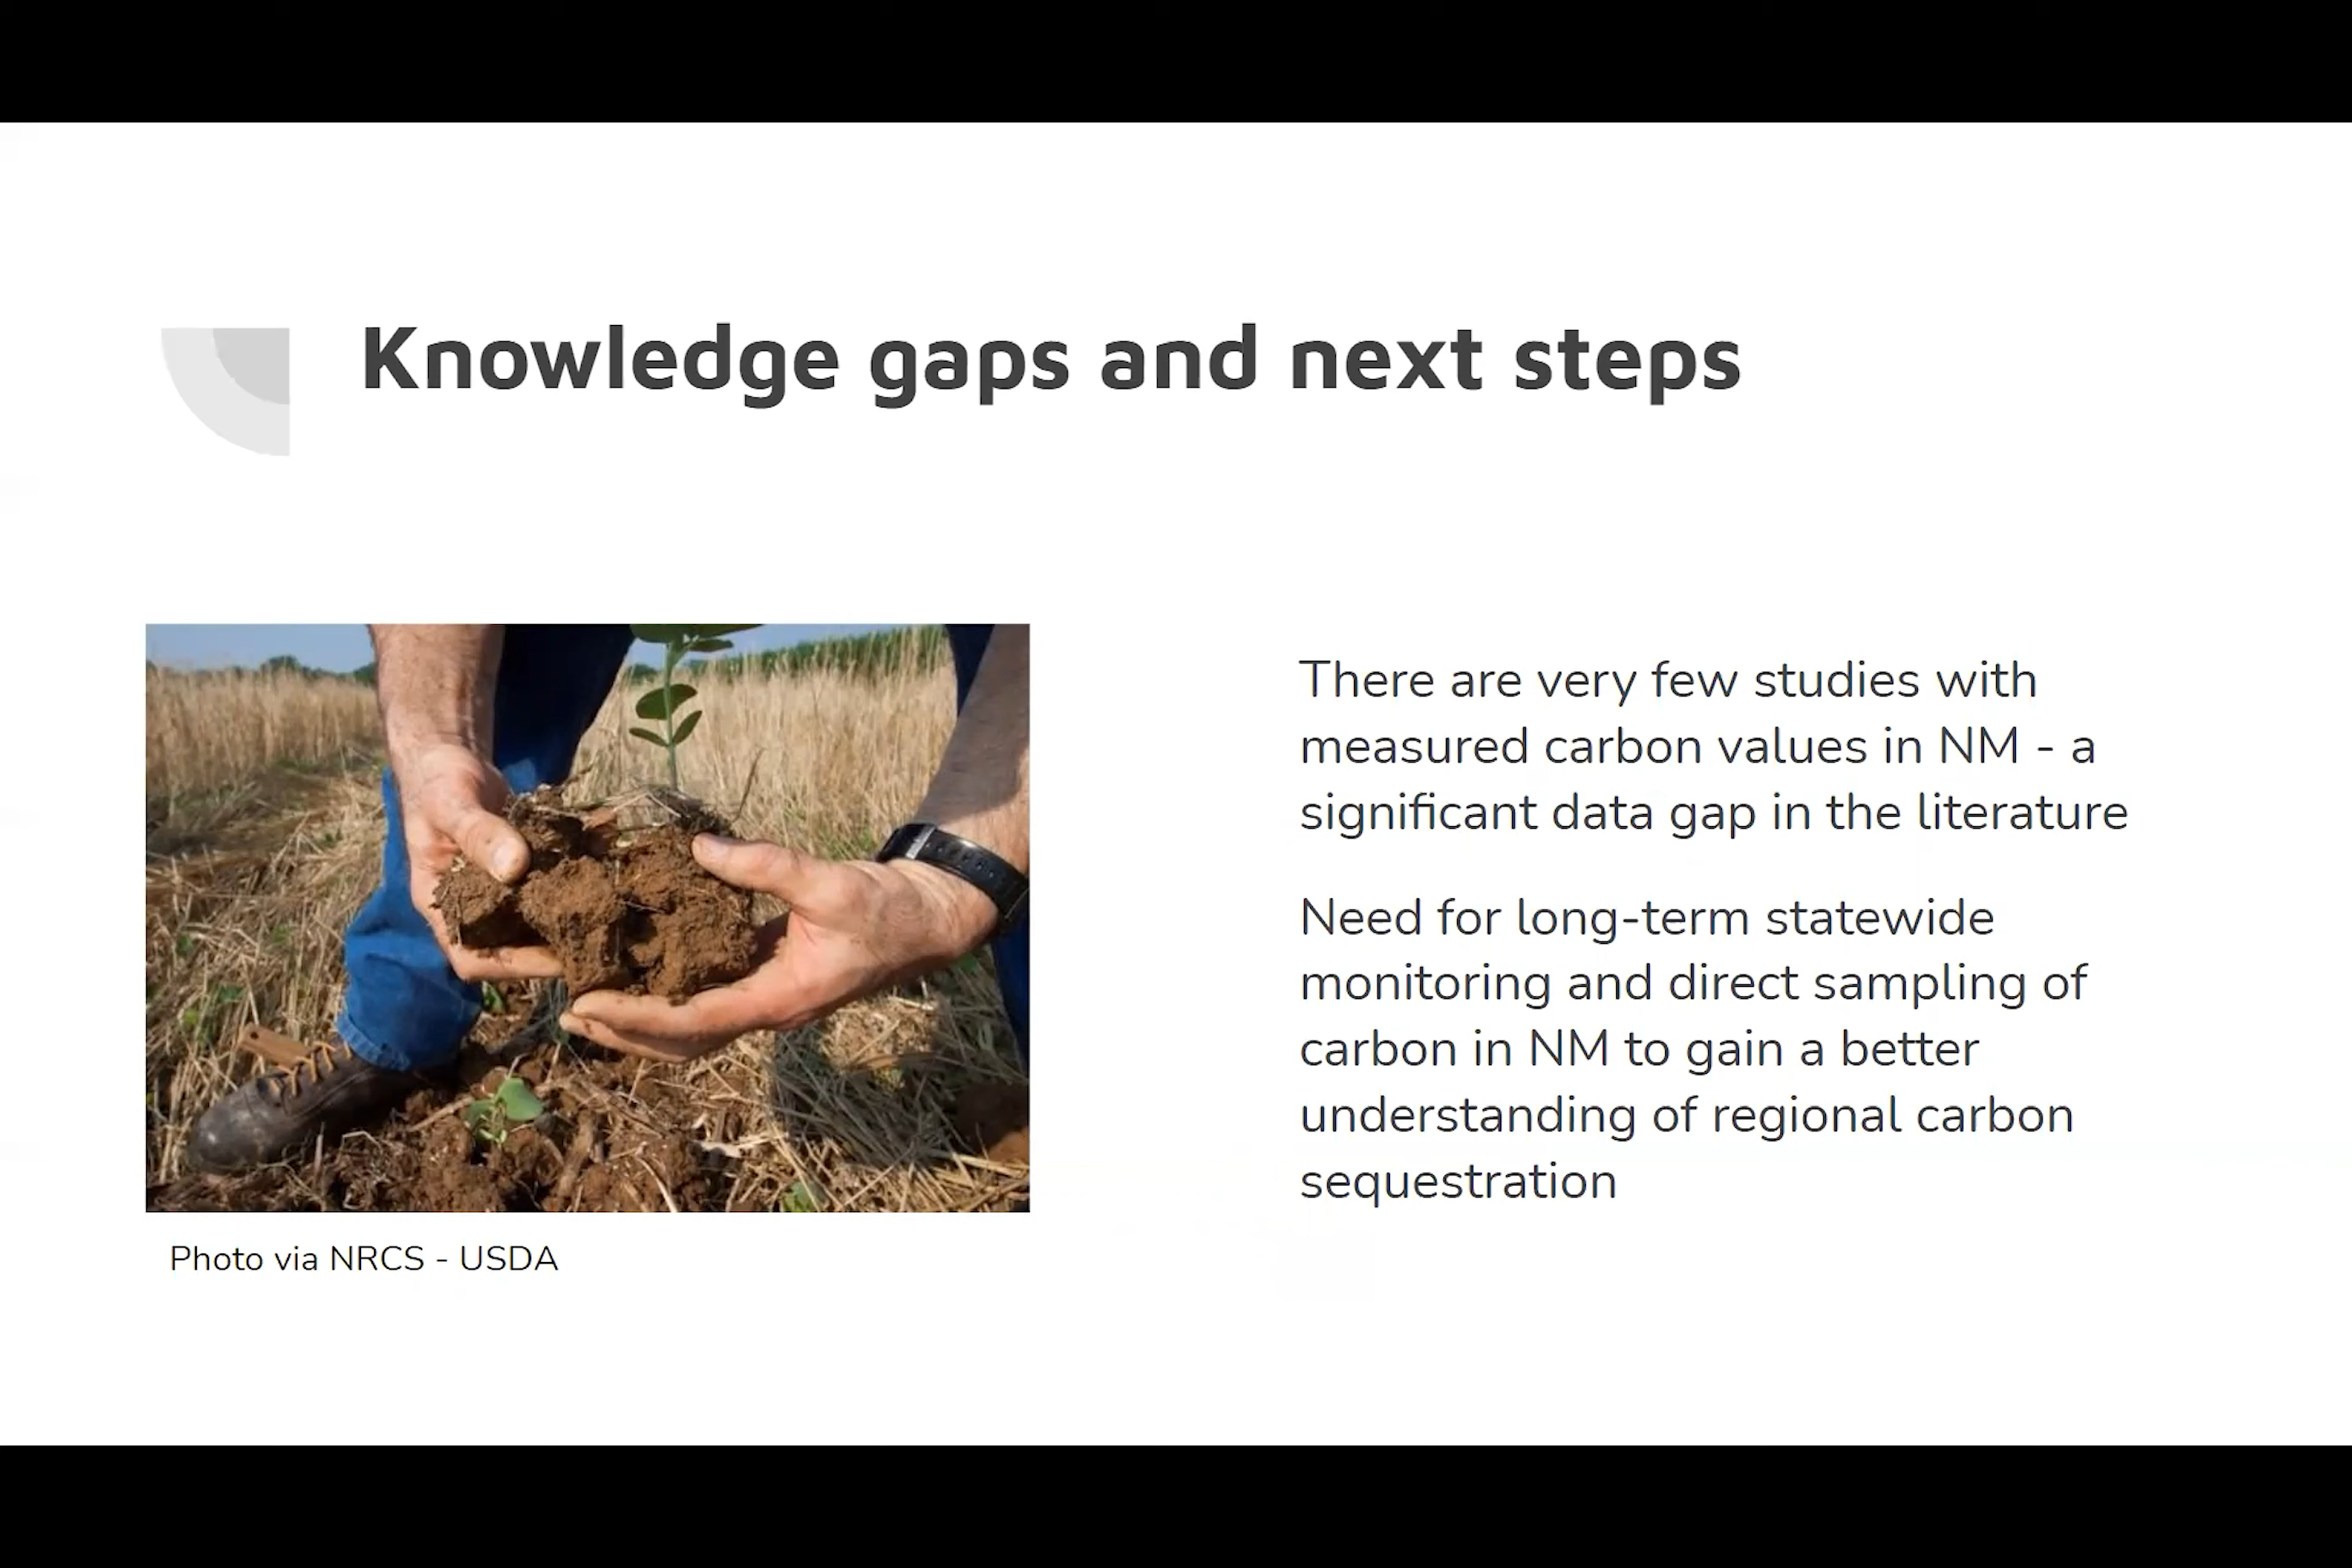 Knowledge gaps and next steps
There are very few studies with
measured carbon values in NM - a
significant data gap in the literature
Need for long-term statewide
monitoring and direct sampling of
carbon in NM to gain a better
understanding of regional carbon
sequestration
Photo via NRCS - USDA